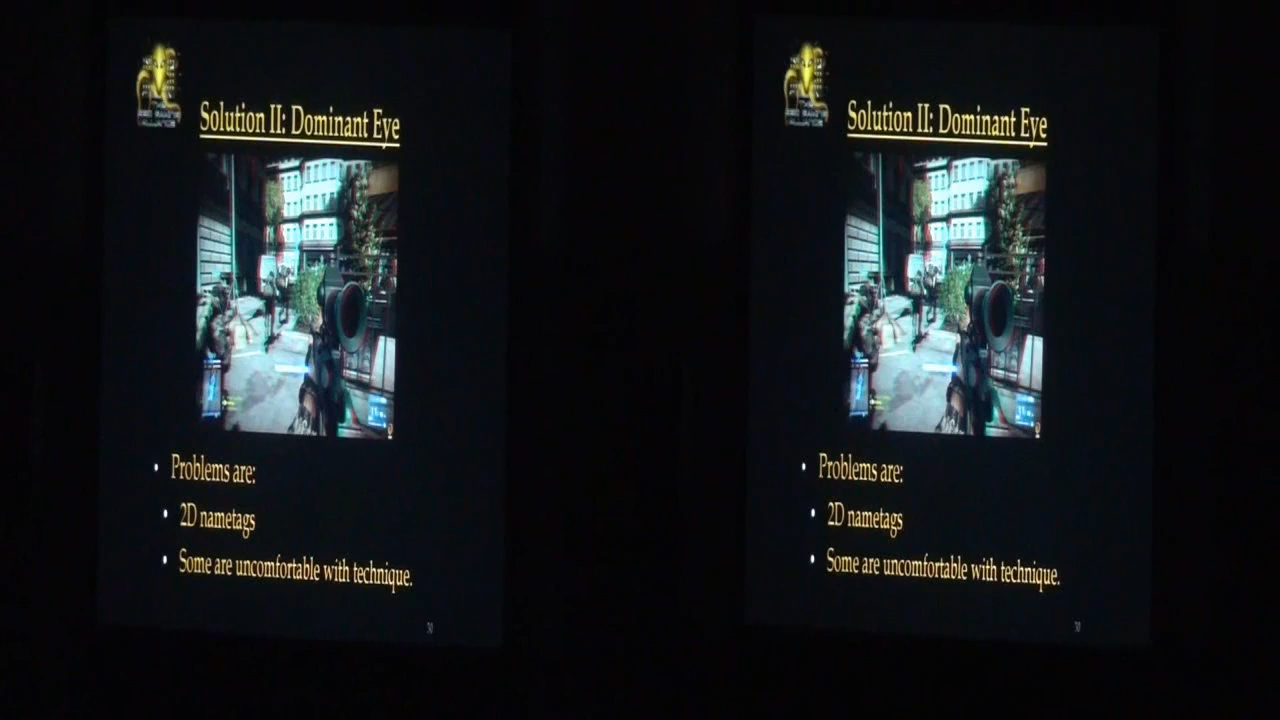 Solution II: Dominant Eye
Problems are:
2D nametags
Some are uncomfortable with technique.
Solution II: Dominant Eye
Problems are:
2D nametags
Some are uncomfortable with technique.